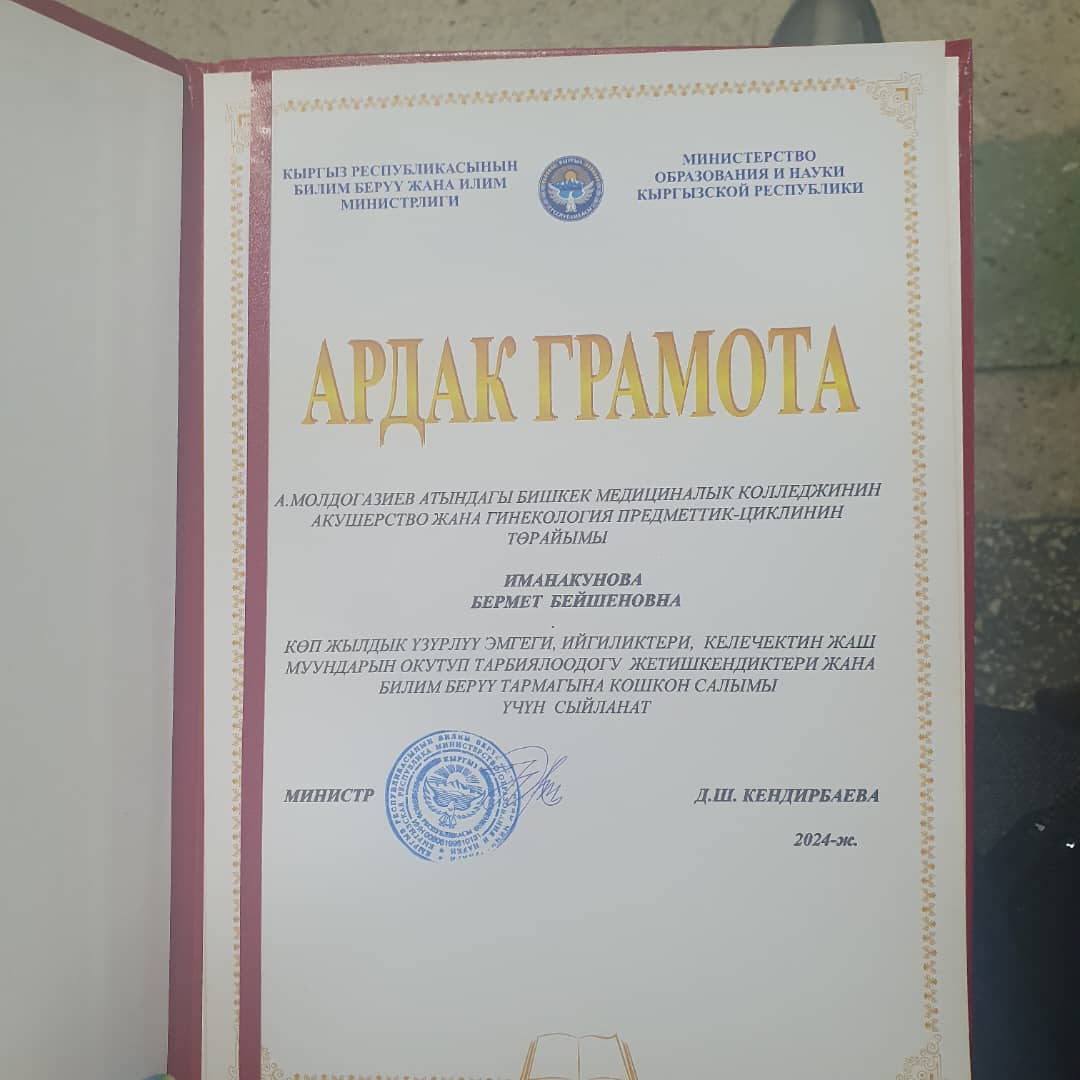 КЫРГЫЗ РЕСПУБЛИКАСЫНЫН
БИЛИМ БЕРҮҮ ЖАНА ИЛИМ
МИНИСТРЛИГИ
МИНИСТЕРСТВО
ОБРАЗОВАНИЯ И НАУКИ
КЫРГЫЗСКОЙ РЕСПУБЛИКИ
АРДАК ГРАМОТА
А.МОЛДОГАЗИЕВ АТЫНДАГЫ БИШКЕК МЕДИЦИНАЛЫК КОЛЛЕДЖИНИН
АКУШЕРСТВО ЖАНА ГИНЕКОЛОГИЯ ПРЕДМЕТТИК-ЦИКЛИНИН
ТӨРАЙЫМЫ
ИМАНАКУНОВА
БЕРМЕТ БЕЙШЕНОВНА
.
КӨП ЖЫЛДЫК ҮЗҮРЛҮҮ ЭМГЕГИ, ИЙГИЛИКТЕРИ, КЕЛЕЧЕКТИН ЖАШ
МУУНДАРЫН ОКУТУП ТАРБИЯЛООДОГУ ЖЕТИШКЕНДИКТЕРИ ЖАНА
БИЛИМ БЕРҮҮ ТАРМАГЫНА КОШКОН САЛЫМЫ
ҮЧҮН СЫЙЛАНАТ
МИНИСТР
Д.Ш. КЕНДИРБАЕВА
2024-ж.